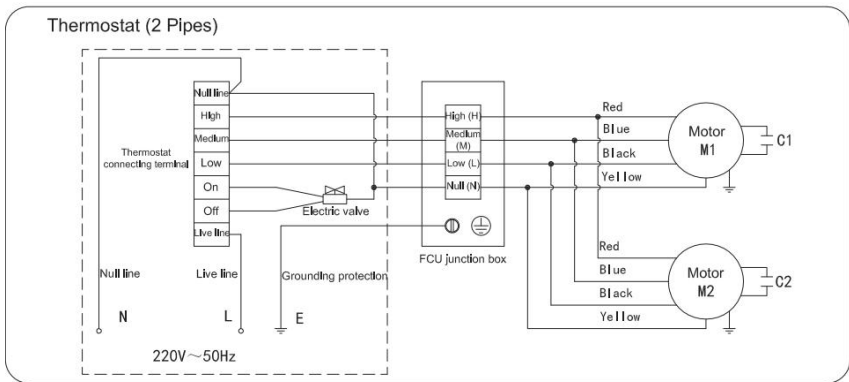 Thermostat (2 Pipes)
Null line
High
Medium
Low
On
Off
Live line
Thermostat
connecting terminal
Electric valve
Null line
Live line
Grounding protection
N
L
E
220V～50Hz
High (H)
Medium
(M)
Low (L)
Null (N)
FCU junction box
Red
Blue
Black
Yellow
Motor
M1
C1
Red
Blue
Black
Yellow
Motor
M2
C2